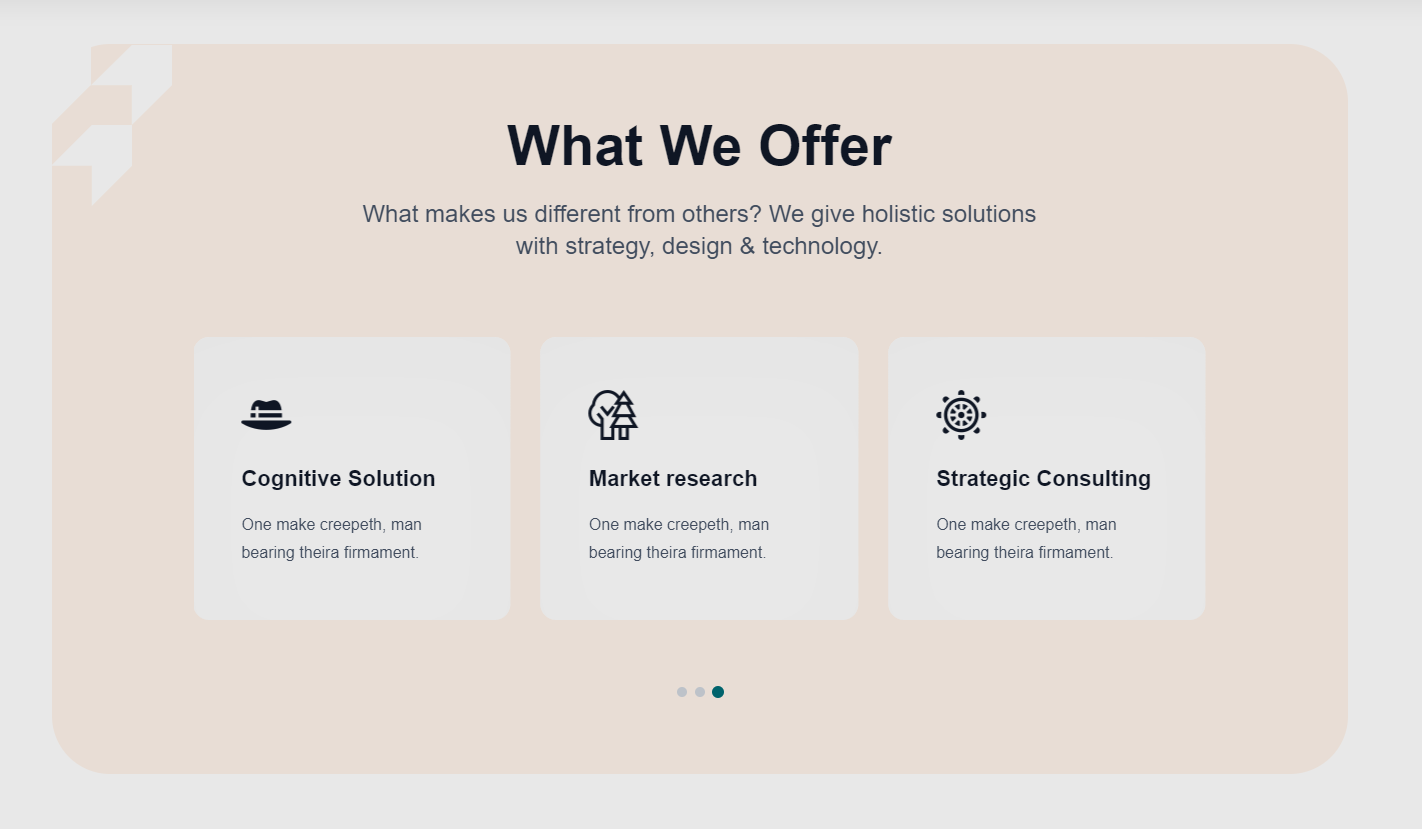 What We Offer
What makes us different from others? We give holistic solutions
with strategy, design & technology.
Cognitive Solution
One make creepeth, man
bearing theira firmament.
Market research
One make creepeth, man
bearing theira firmament.
Strategic Consulting
One make creepeth, man
bearing theira firmament.